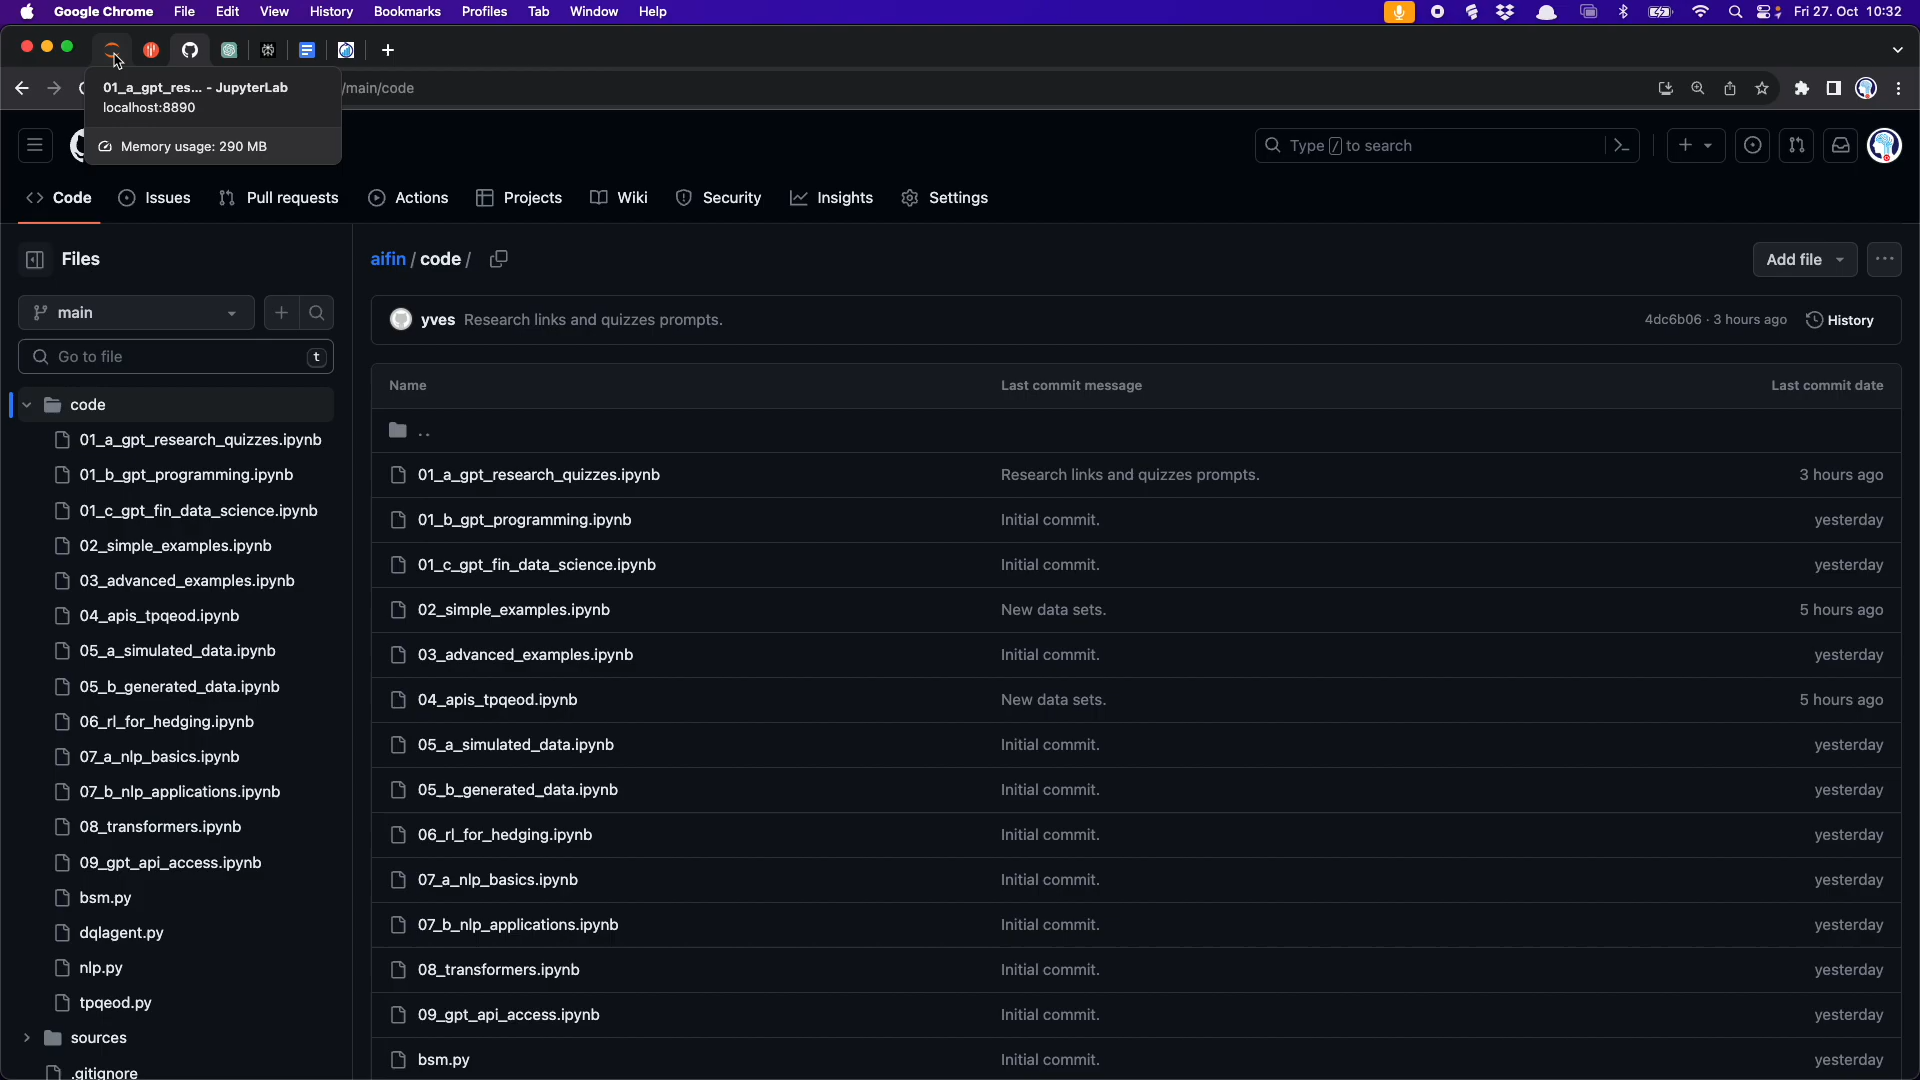 Google Chrome File Edit View History Bookmarks Profiles Tab Window Help Fri 27. Oct 10:32
01_a_gpt_res... - JupyterLab
localhost:8890
Memory usage: 290 MB
/main/code
Type / to search
Code Issues Pull requests Actions Projects Wiki Security Insights Settings
Files
main
Go to file t
code
01_a_gpt_research_quizzes.ipynb
01_b_gpt_programming.ipynb
01_c_gpt_fin_data_science.ipynb
02_simple_examples.ipynb
03_advanced_examples.ipynb
04_apis_tpqeod.ipynb
05_a_simulated_data.ipynb
05_b_generated_data.ipynb
06_rl_for_hedging.ipynb
07_a_nlp_basics.ipynb
07_b_nlp_applications.ipynb
08_transformers.ipynb
09_gpt_api_access.ipynb
bsm.py
dqlagent.py
nlp.py
tpqeod.py
sources
.gitignore
aifin / code /
Add file
yves Research links and quizzes prompts. 4dc6b06 · 3 hours ago History
Name Last commit message Last commit date
..
01_a_gpt_research_quizzes.ipynb Research links and quizzes prompts. 3 hours ago
01_b_gpt_programming.ipynb Initial commit. yesterday
01_c_gpt_fin_data_science.ipynb Initial commit. yesterday
02_simple_examples.ipynb New data sets. 5 hours ago
03_advanced_examples.ipynb Initial commit. yesterday
04_apis_tpqeod.ipynb New data sets. 5 hours ago
05_a_simulated_data.ipynb Initial commit. yesterday
05_b_generated_data.ipynb Initial commit. yesterday
06_rl_for_hedging.ipynb Initial commit. yesterday
07_a_nlp_basics.ipynb Initial commit. yesterday
07_b_nlp_applications.ipynb Initial commit. yesterday
08_transformers.ipynb Initial commit. yesterday
09_gpt_api_access.ipynb Initial commit. yesterday
bsm.py Initial commit. yesterday